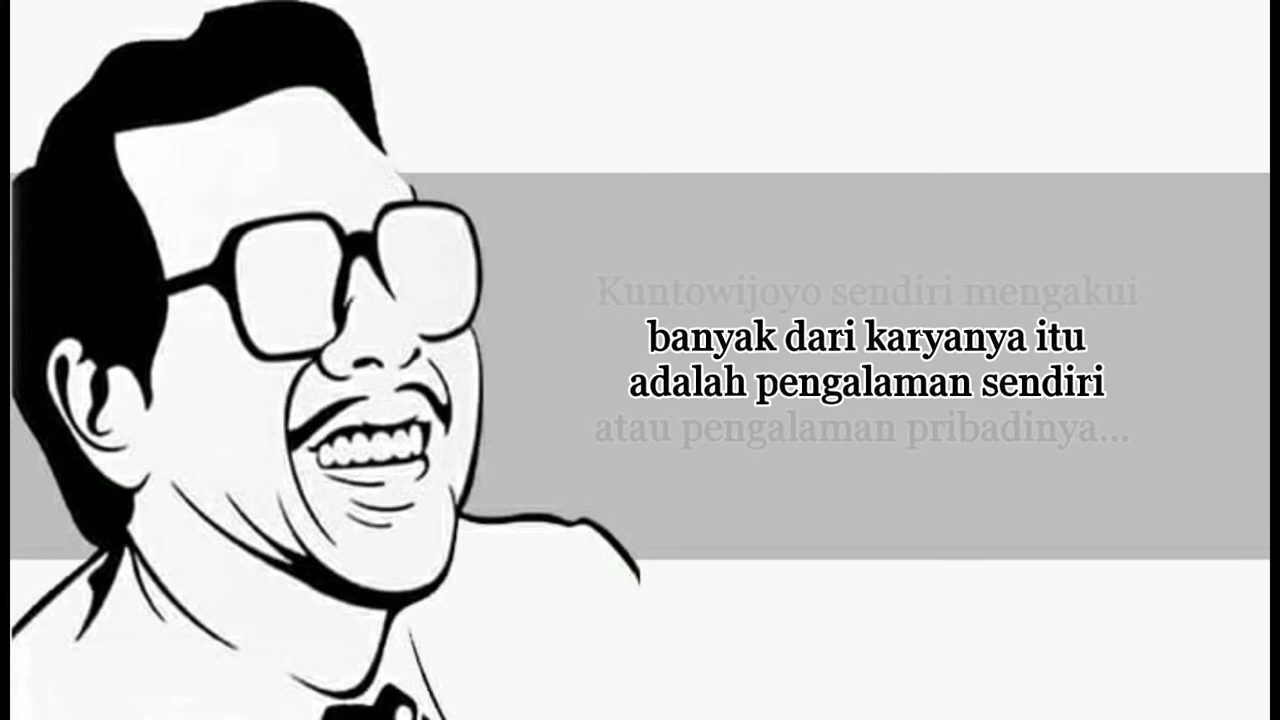 Kuntowijoyo sendiri mengakui
banyak dari karyanya itu
adalah pengalaman sendiri
atau pengalaman pribadinya...